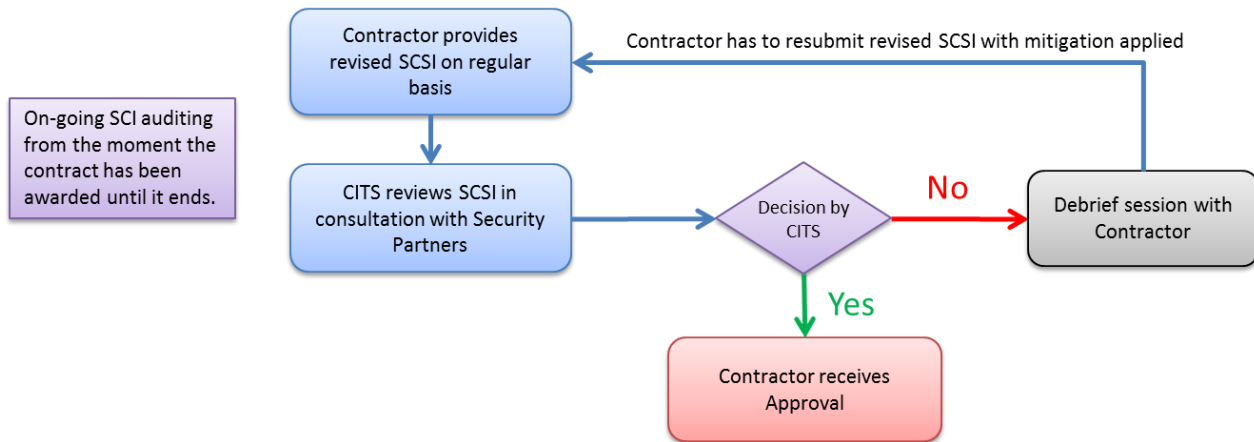 Contractor provides
revised SCSI on regular
basis
Contractor has to resubmit revised SCSI with mitigation applied
On-going SCI auditing
from the moment the
contract has been
awarded until it ends.
CITS reviews SCSI in
consultation with Security
Partners
Decision by
CITS
No
Debrief session with
Contractor
Yes
Contractor receives
Approval